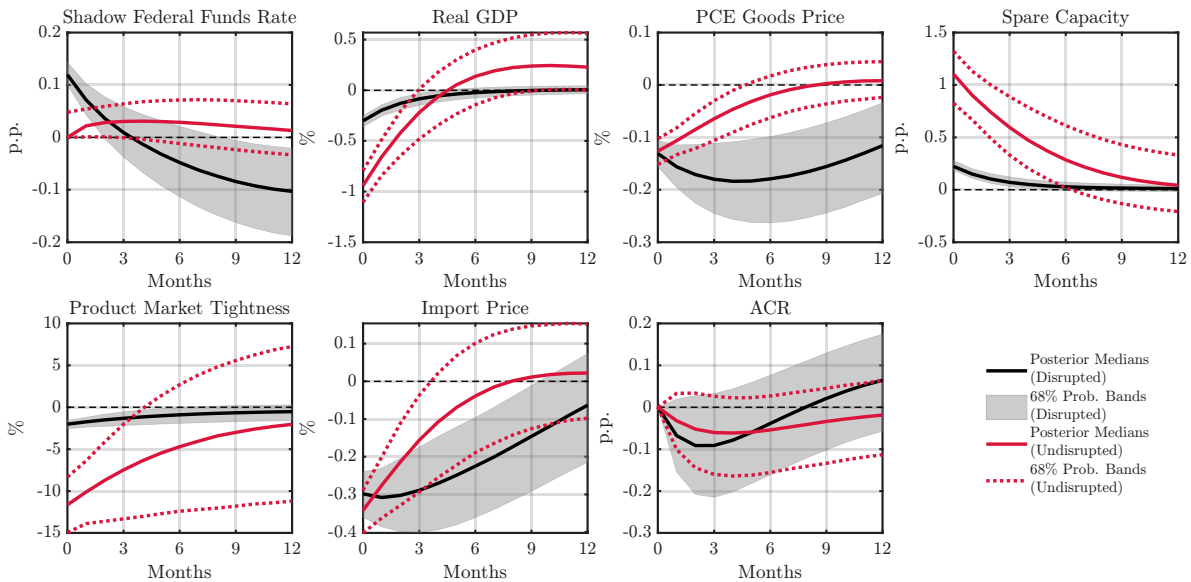 Shadow Federal Funds Rate
p.p.
0.2
0.1
0
-0.1
-0.2
0 3 6 9 12
Months
Real GDP
%
0.5
0
-0.5
-1
-1.5
0 3 6 9 12
Months
PCE Goods Price
%
0.1
0
-0.1
-0.2
-0.3
0 3 6 9 12
Months
Spare Capacity
p.p.
1.5
1
0.5
0
-0.5
0 3 6 9 12
Months
Product Market Tightness
%
10
5
0
-5
-10
-15
0 3 6 9 12
Months
Import Price
%
0.1
0
-0.1
-0.2
-0.3
-0.4
0 3 6 9 12
Months
ACR
p.p.
0.2
0.1
0
-0.1
-0.2
-0.3
0 3 6 9 12
Months
Posterior Medians
(Disrupted)
68% Prob. Bands
(Disrupted)
Posterior Medians
(Undisrupted)
68% Prob. Bands
(Undisrupted)